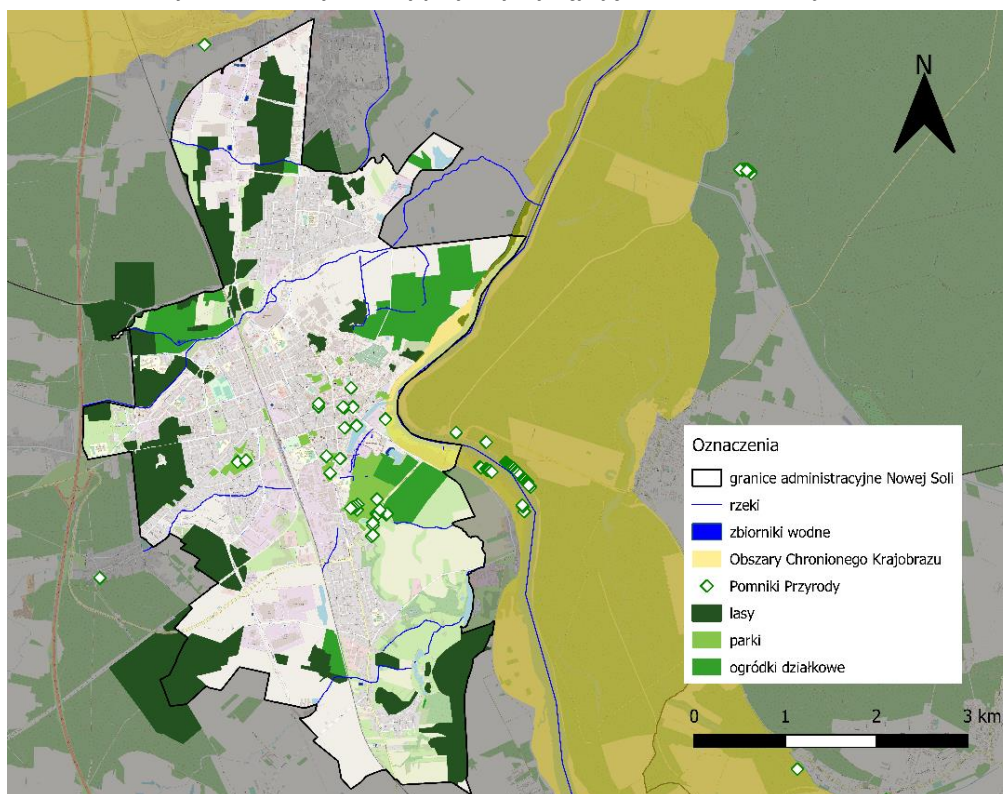 N
Oznaczenia
granice administracyjne Nowej Soli
rzeki
zbiorniki wodne
Obszary Chronionego Krajobrazu
Pomniki Przyrody
lasy
parki
ogródki działkowe
0 1 2 3 km